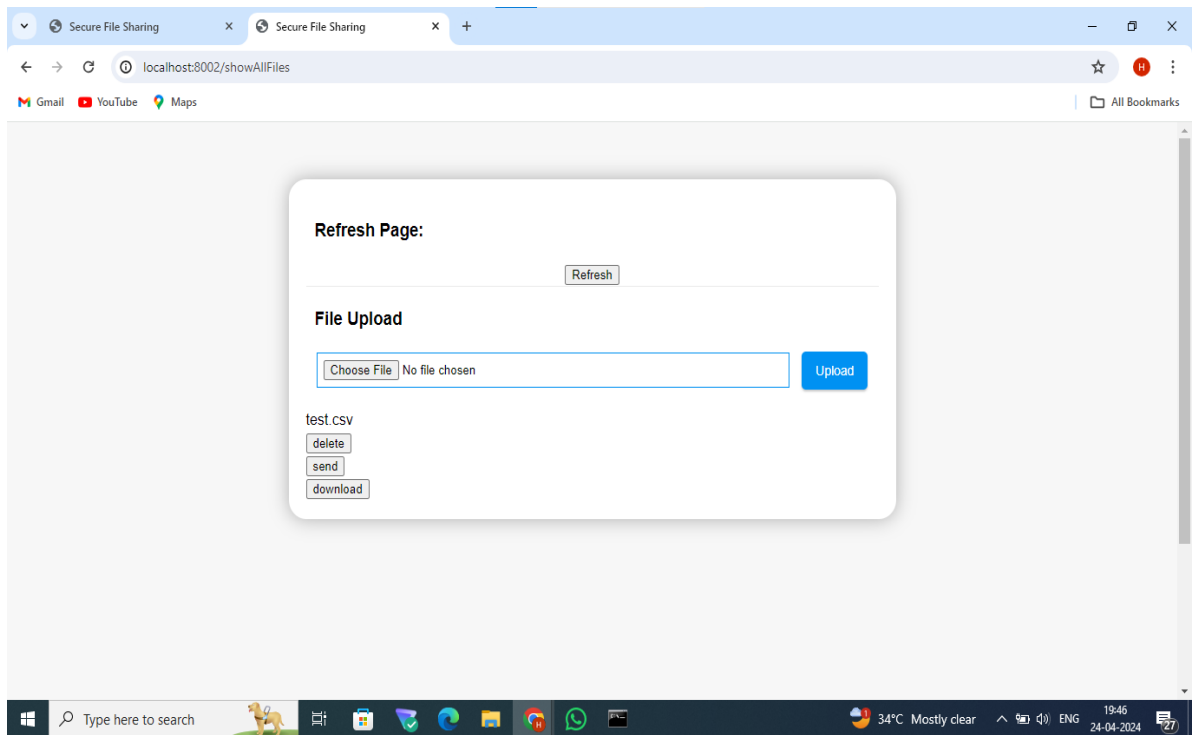 Secure File Sharing
Secure File Sharing
localhost:8002/showAllFiles
H
Gmail YouTube Maps
All Bookmarks
Refresh Page:
Refresh
File Upload
Choose File No file chosen
Upload
test.csv
delete
send
download
Type here to search
34°C Mostly clear
ENG
19:46
24-04-2024
27